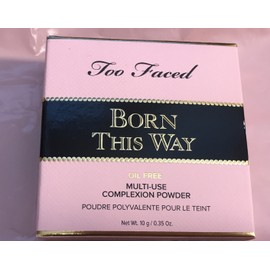 Too Faced
BORN
THIS WAY
OIL FREE
MULTI-USE
COMPLEXION POWDER
POUDRE POLYVALENTE POUR LE TEINT
Net Wt. 10 g / 0.35 Oz.